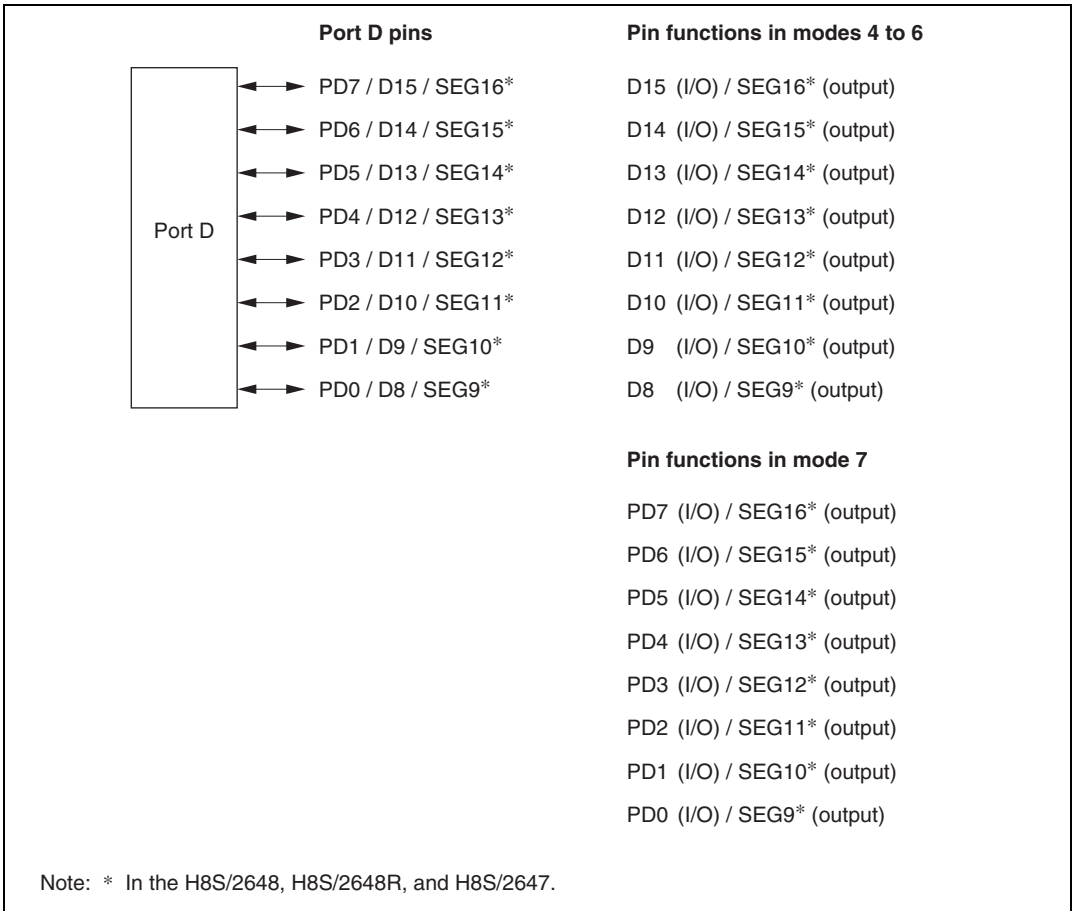 Port D pins Pin functions in modes 4 to 6
PD7 / D15 / SEG16* D15 (I/O) / SEG16* (output)
PD6 / D14 / SEG15* D14 (I/O) / SEG15* (output)
PD5 / D13 / SEG14* D13 (I/O) / SEG14* (output)
PD4 / D12 / SEG13* D12 (I/O) / SEG13* (output)
Port D
PD3 / D11 / SEG12* D11 (I/O) / SEG12* (output)
PD2 / D10 / SEG11* D10 (I/O) / SEG11* (output)
PD1 / D9 / SEG10* D9 (I/O) / SEG10* (output)
PD0 / D8 / SEG9* D8 (I/O) / SEG9* (output)
Pin functions in mode 7
PD7 (I/O) / SEG16* (output)
PD6 (I/O) / SEG15* (output)
PD5 (I/O) / SEG14* (output)
PD4 (I/O) / SEG13* (output)
PD3 (I/O) / SEG12* (output)
PD2 (I/O) / SEG11* (output)
PD1 (I/O) / SEG10* (output)
PD0 (I/O) / SEG9* (output)
Note: * In the H8S/2648, H8S/2648R, and H8S/2647.